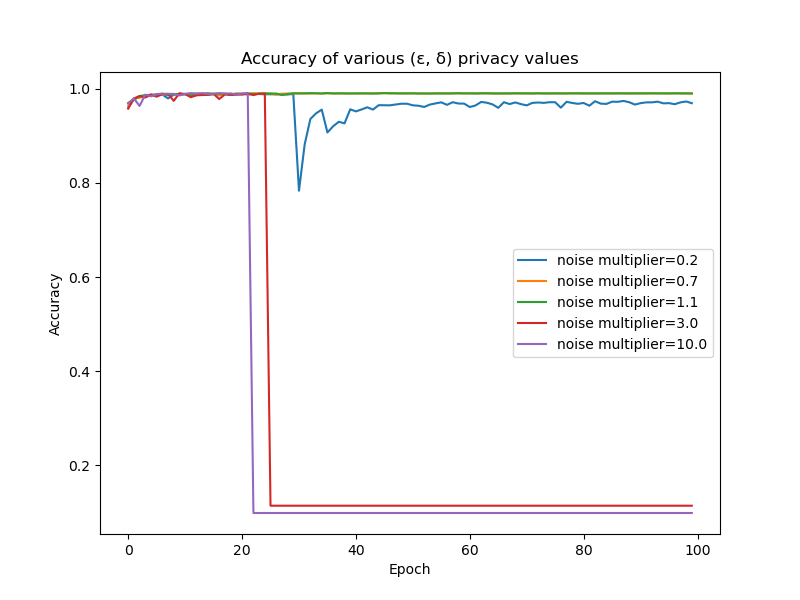 Accuracy of various (ε, δ) privacy values
1.0
0.8
0.6
0.4
0.2
Accuracy
noise multiplier=0.2
noise multiplier=0.7
noise multiplier=1.1
noise multiplier=3.0
noise multiplier=10.0
0 20 40 60 80 100
Epoch